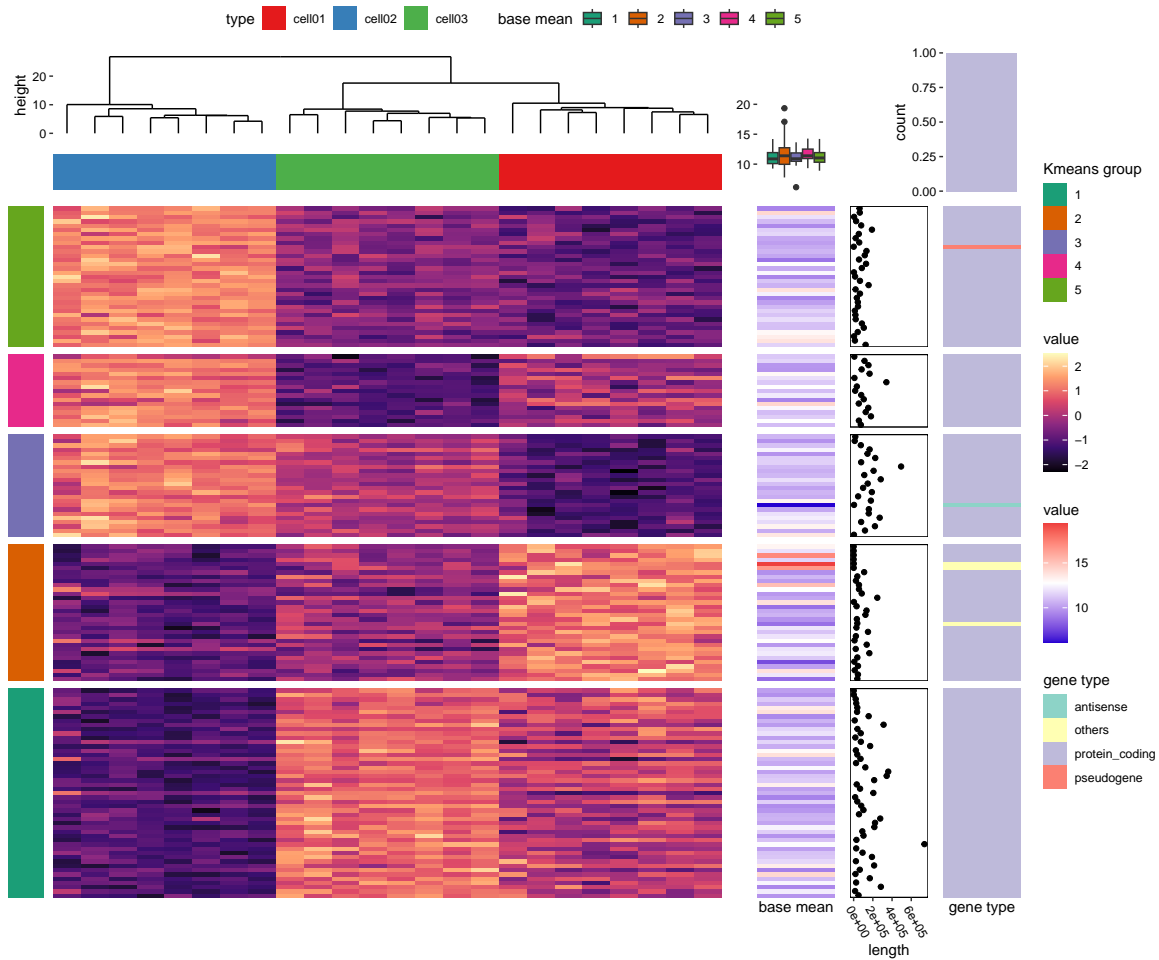 type cell01 cell02 cell03 base mean 1 2 3 4 5
height
20
10
0
20
15
10
count
1.00
0.75
0.50
0.25
0.00
Kmeans group
1
2
3
4
5
value
2
1
0
−1
−2
value
15
10
gene type
antisense
others
protein_coding
pseudogene
base mean
0e+00
2e+05
4e+05
6e+05
length
gene type